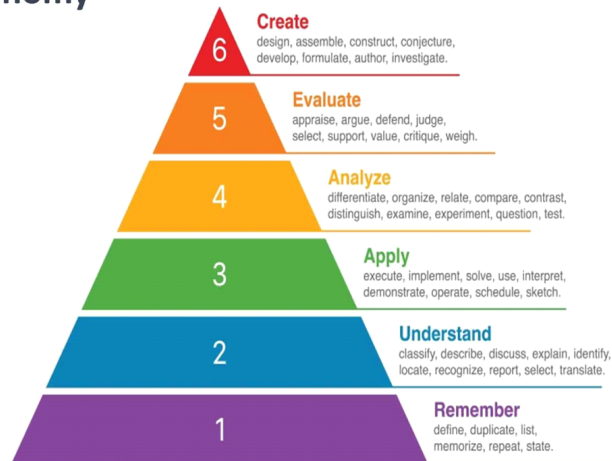 6
Create
design, assemble, construct, conjecture,
develop, formulate, author, investigate.
5
Evaluate
appraise, argue, defend, judge,
select, support, value, critique, weigh.
4
Analyze
differentiate, organize, relate, compare, contrast,
distinguish, examine, experiment, question, test.
3
Apply
execute, implement, solve, use, interpret,
demonstrate, operate, schedule, sketch.
2
Understand
classify, describe, discuss, explain, identify,
locate, recognize, report, select, translate.
1
Remember
define, duplicate, list,
memorize, repeat, state.